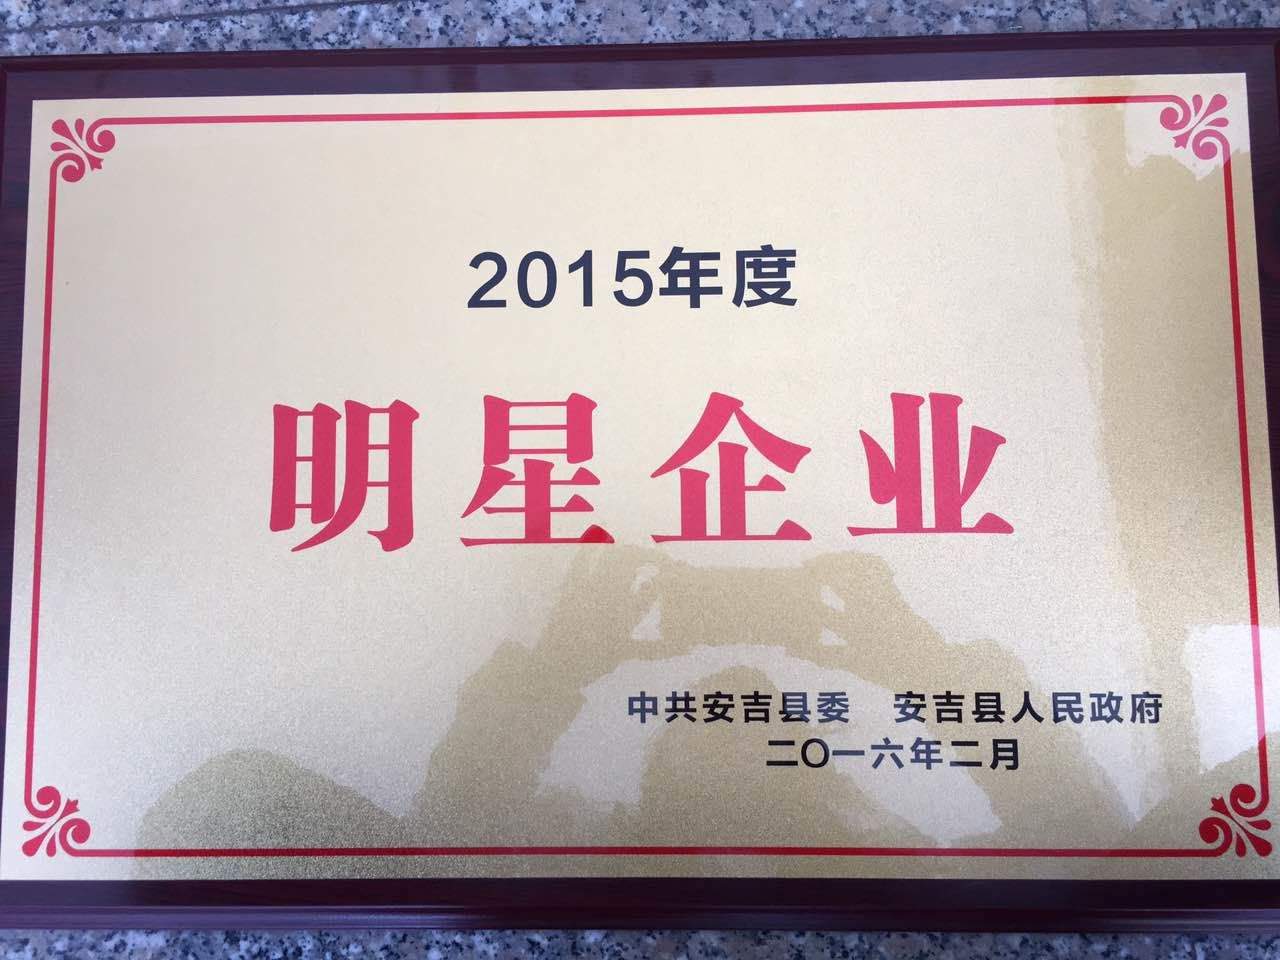 2015年度
明星企业
中共安吉县委　安吉县人民政府
二〇一六年二月